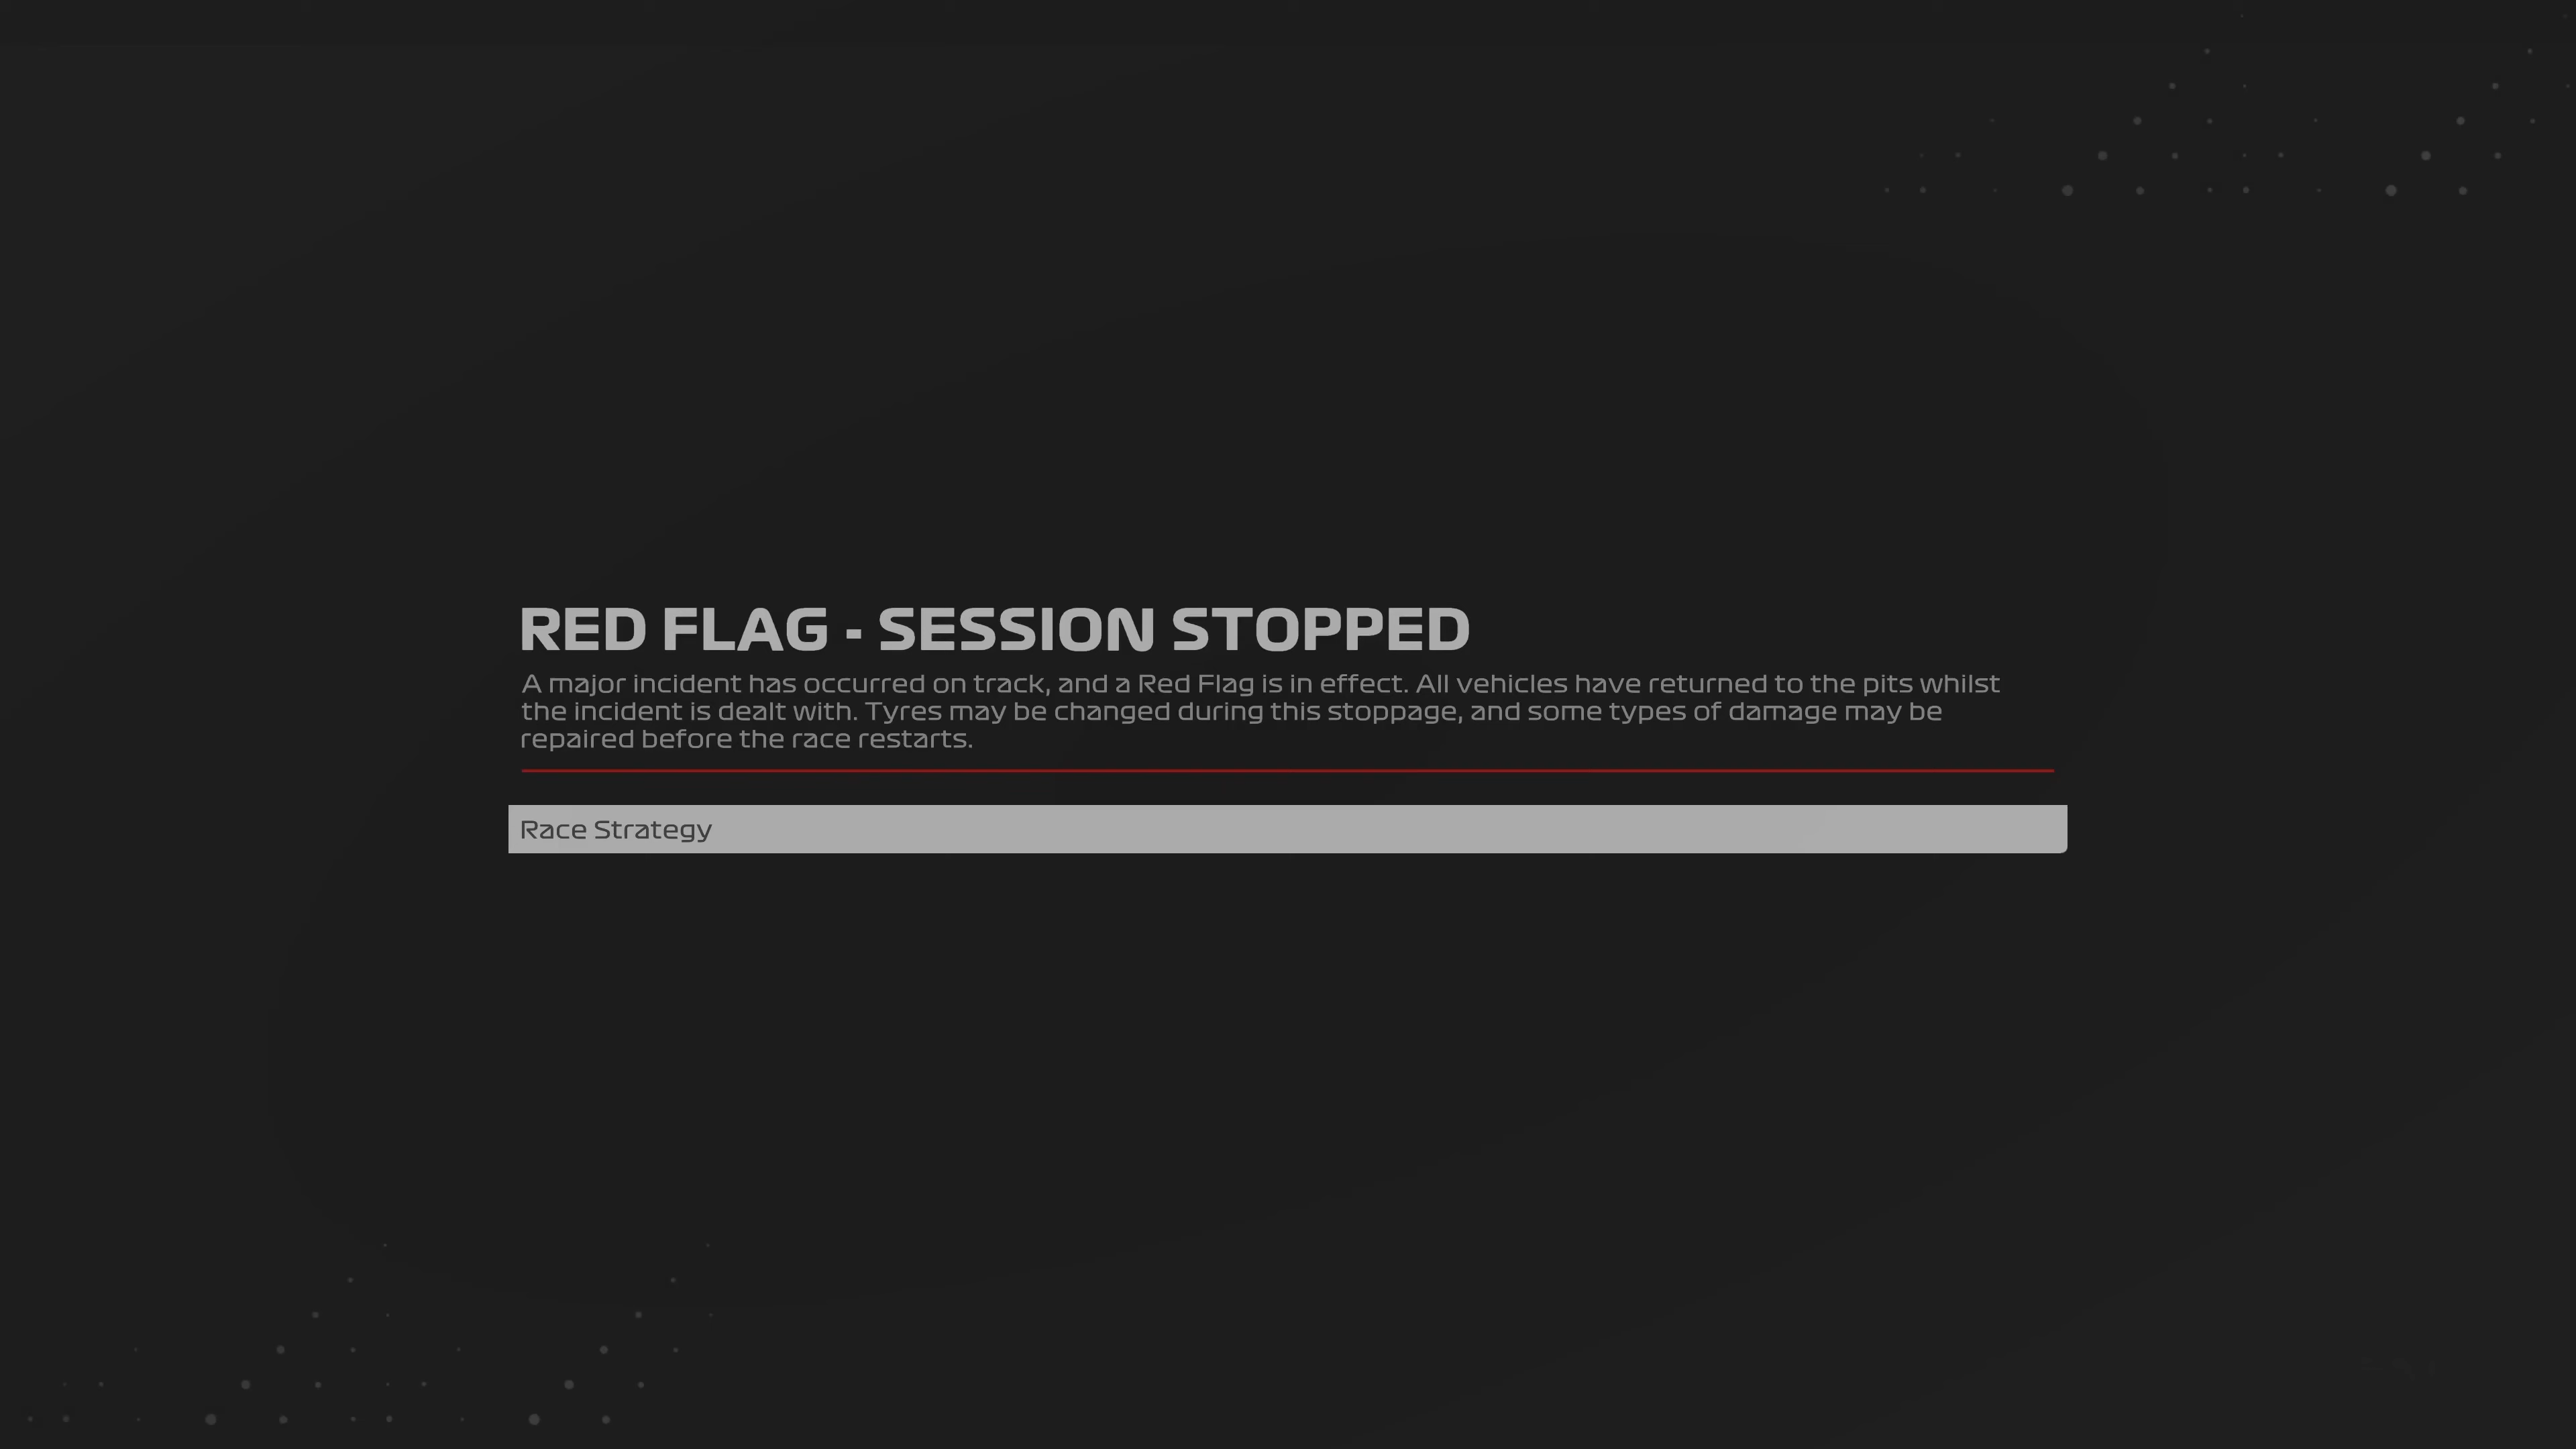 RED FLAG - SESSION STOPPED
A major incident has occurred on track, and a Red Flag is in effect. All vehicles have returned to the pits whilst
the incident is dealt with. Tyres may be changed during this stoppage, and some types of damage may be
repaired before the race restarts.
Race Strategy